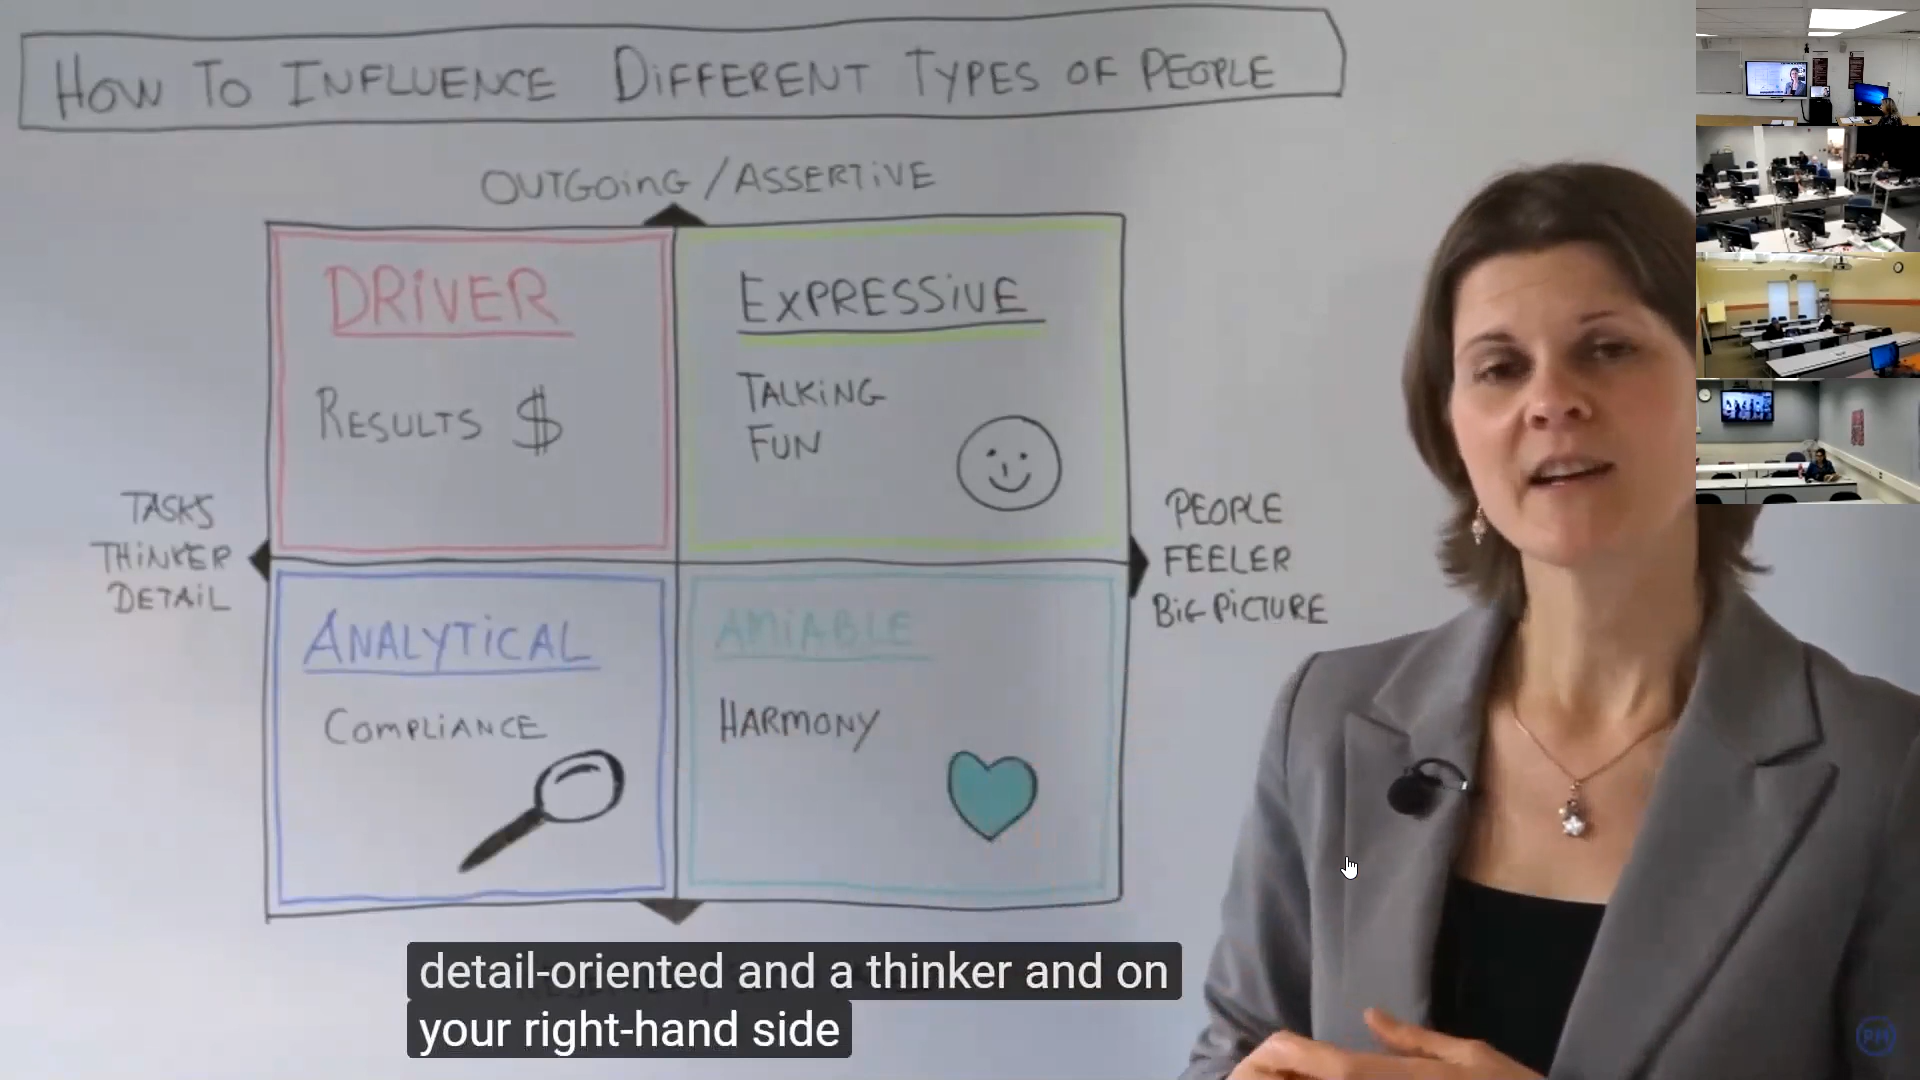 HOW TO INFLUENCE DIFFERENT TYPES OF PEOPLE
OUTGOING / ASSERTIVE
DRIVER
RESULTS $
EXPRESSIVE
TALKING
FUN
TASKS
THINKER
DETAIL
PEOPLE
FEELER
BIG PICTURE
ANALYTICAL
COMPLIANCE
AMIABLE
HARMONY
detail-oriented and a thinker and on
your right-hand side
PM